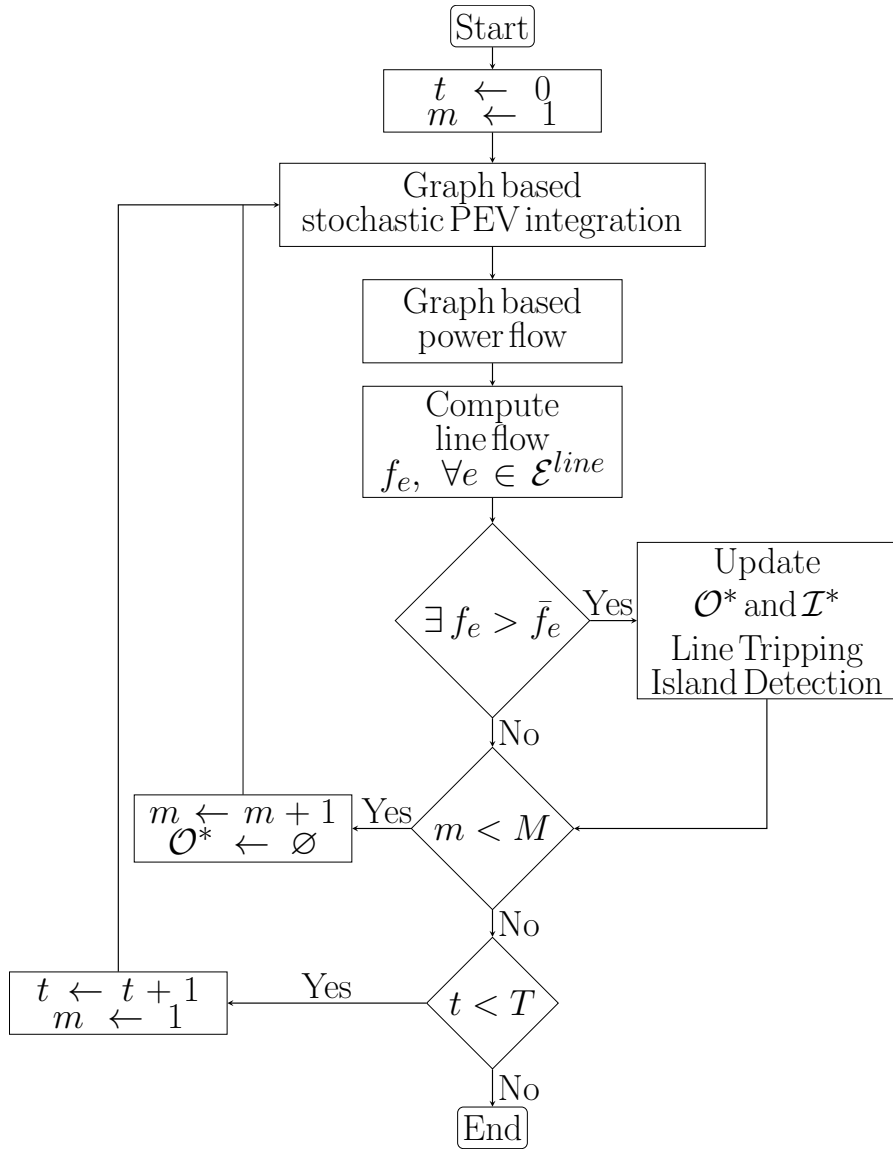 Start
t ← 0
m ← 1
Graph based
stochastic PEV integration
Graph based
power flow
Compute
line flow
f_e, ∀e ∈ 𝓔^{line}
∃ f_e > f̄_e
Yes
Update
𝒪* and ℐ*
Line Tripping
Island Detection
No
m < M
Yes
m ← m + 1
𝒪* ← ∅
No
t < T
Yes
t ← t + 1
m ← 1
No
End